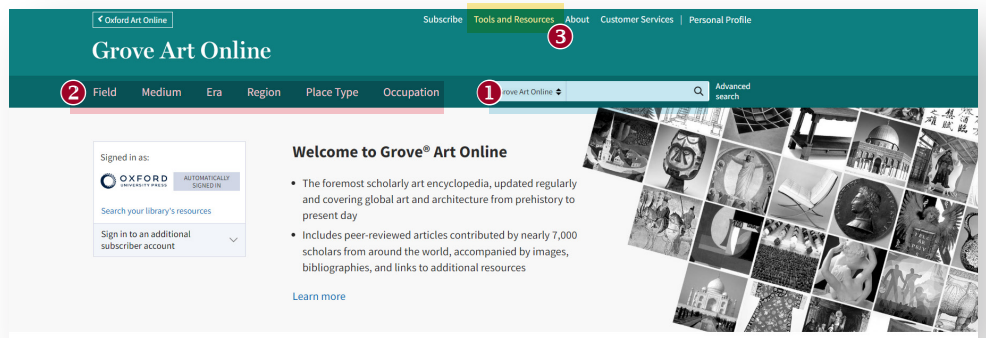 Oxford Art Online
Subscribe Tools and Resources About Customer Services | Personal Profile
3
Grove Art Online
2 Field Medium Era Region Place Type Occupation
1 rove Art Online
Advanced
search
Signed in as:
OXFORD
UNIVERSITY PRESS
AUTOMATICALLY
SIGNED IN
Search your library's resources
Sign in to an additional
subscriber account
Welcome to Grove® Art Online
• The foremost scholarly art encyclopedia, updated regularly
and covering global art and architecture from prehistory to
present day
• Includes peer-reviewed articles contributed by nearly 7,000
scholars from around the world, accompanied by images,
bibliographies, and links to additional resources
Learn more